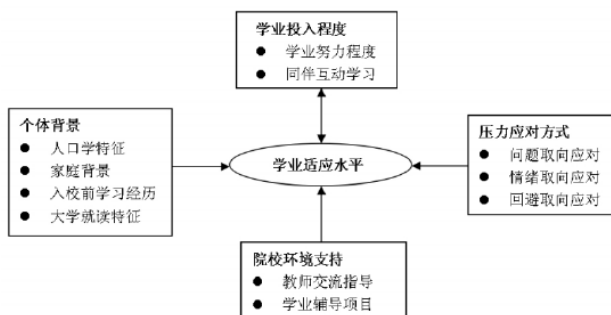 学业投入程度
● 学业努力程度
● 同伴互动学习
个体背景
● 人口学特征
● 家庭背景
● 入校前学习经历
● 大学就读特征
学业适应水平
压力应对方式
● 问题取向应对
● 情绪取向应对
● 回避取向应对
院校环境支持
● 教师交流指导
● 学业辅导项目